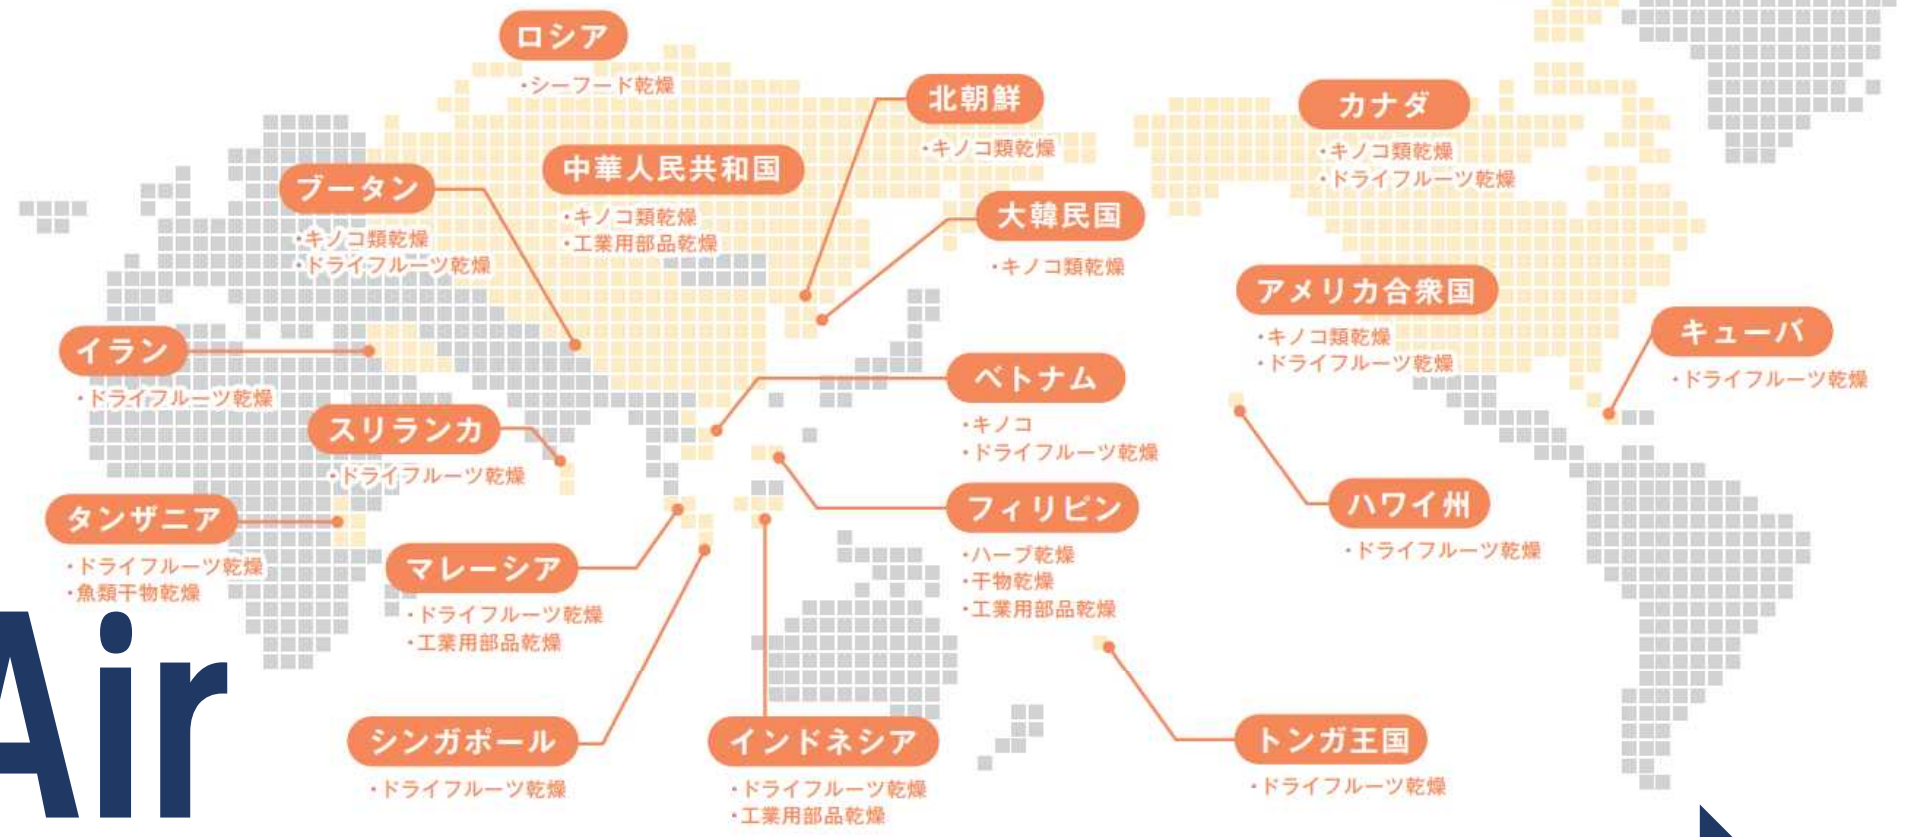 ロシア
・シーフード乾燥
北朝鮮
・キノコ類乾燥
カナダ
・キノコ類乾燥
・ドライフルーツ乾燥
ブータン
・キノコ類乾燥
・ドライフルーツ乾燥
中華人民共和国
・キノコ類乾燥
・工業用部品乾燥
大韓民国
・キノコ類乾燥
アメリカ合衆国
・キノコ類乾燥
・ドライフルーツ乾燥
キューバ
・ドライフルーツ乾燥
イラン
・ドライフルーツ乾燥
スリランカ
・ドライフルーツ乾燥
ベトナム
・キノコ
・ドライフルーツ乾燥
タンザニア
・ドライフルーツ乾燥
・魚類干物乾燥
マレーシア
・ドライフルーツ乾燥
・工業用部品乾燥
フィリピン
・ハーブ乾燥
・干物乾燥
・工業用部品乾燥
ハワイ州
・ドライフルーツ乾燥
シンガポール
・ドライフルーツ乾燥
インドネシア
・ドライフルーツ乾燥
・工業用部品乾燥
トンガ王国
・ドライフルーツ乾燥
Air